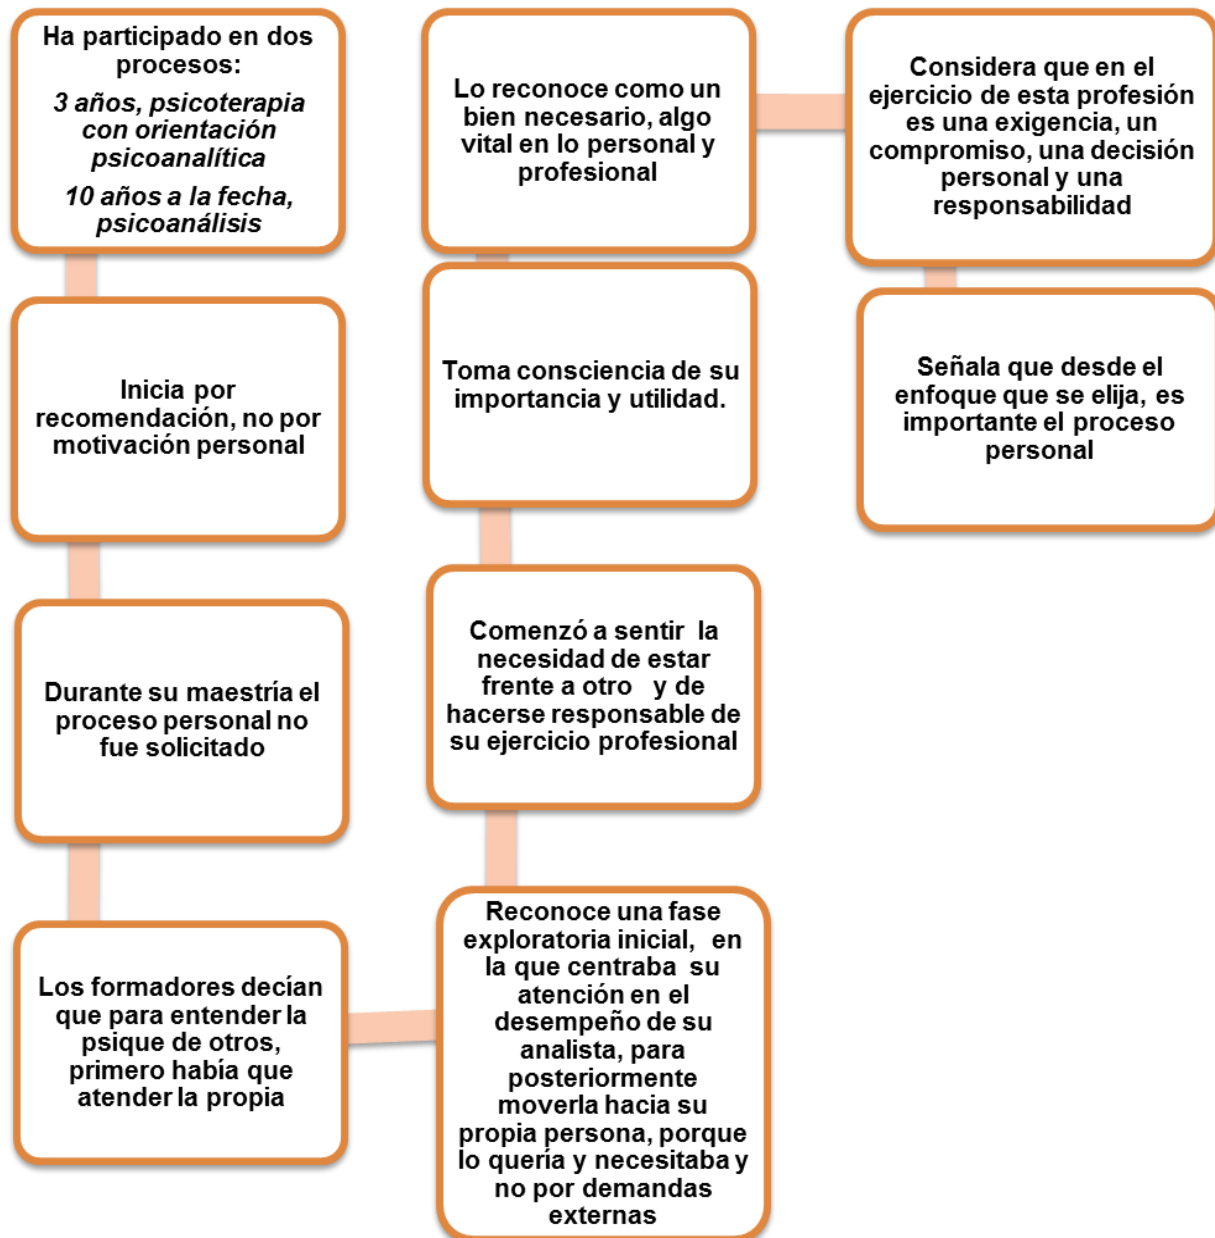 Ha participado en dos
procesos:
3 años, psicoterapia
con orientación
psicoanalítica
10 años a la fecha,
psicoanálisis
Inicia por
recomendación, no por
motivación personal
Durante su maestría el
proceso personal no
fue solicitado
Los formadores decían
que para entender la
psique de otros,
primero había que
atender la propia
Reconoce una fase
exploratoria inicial, en
la que centraba su
atención en el
desempeño de su
analista, para
posteriormente
moverla hacia su
propia persona, porque
lo quería y necesitaba y
no por demandas
externas
Comenzó a sentir la
necesidad de estar
frente a otro y de
hacerse responsable de
su ejercicio profesional
Toma consciencia de su
importancia y utilidad.
Lo reconoce como un
bien necesario, algo
vital en lo personal y
profesional
Considera que en el
ejercicio de esta profesión
es una exigencia, un
compromiso, una decisión
personal y una
responsabilidad
Señala que desde el
enfoque que se elija, es
importante el proceso
personal